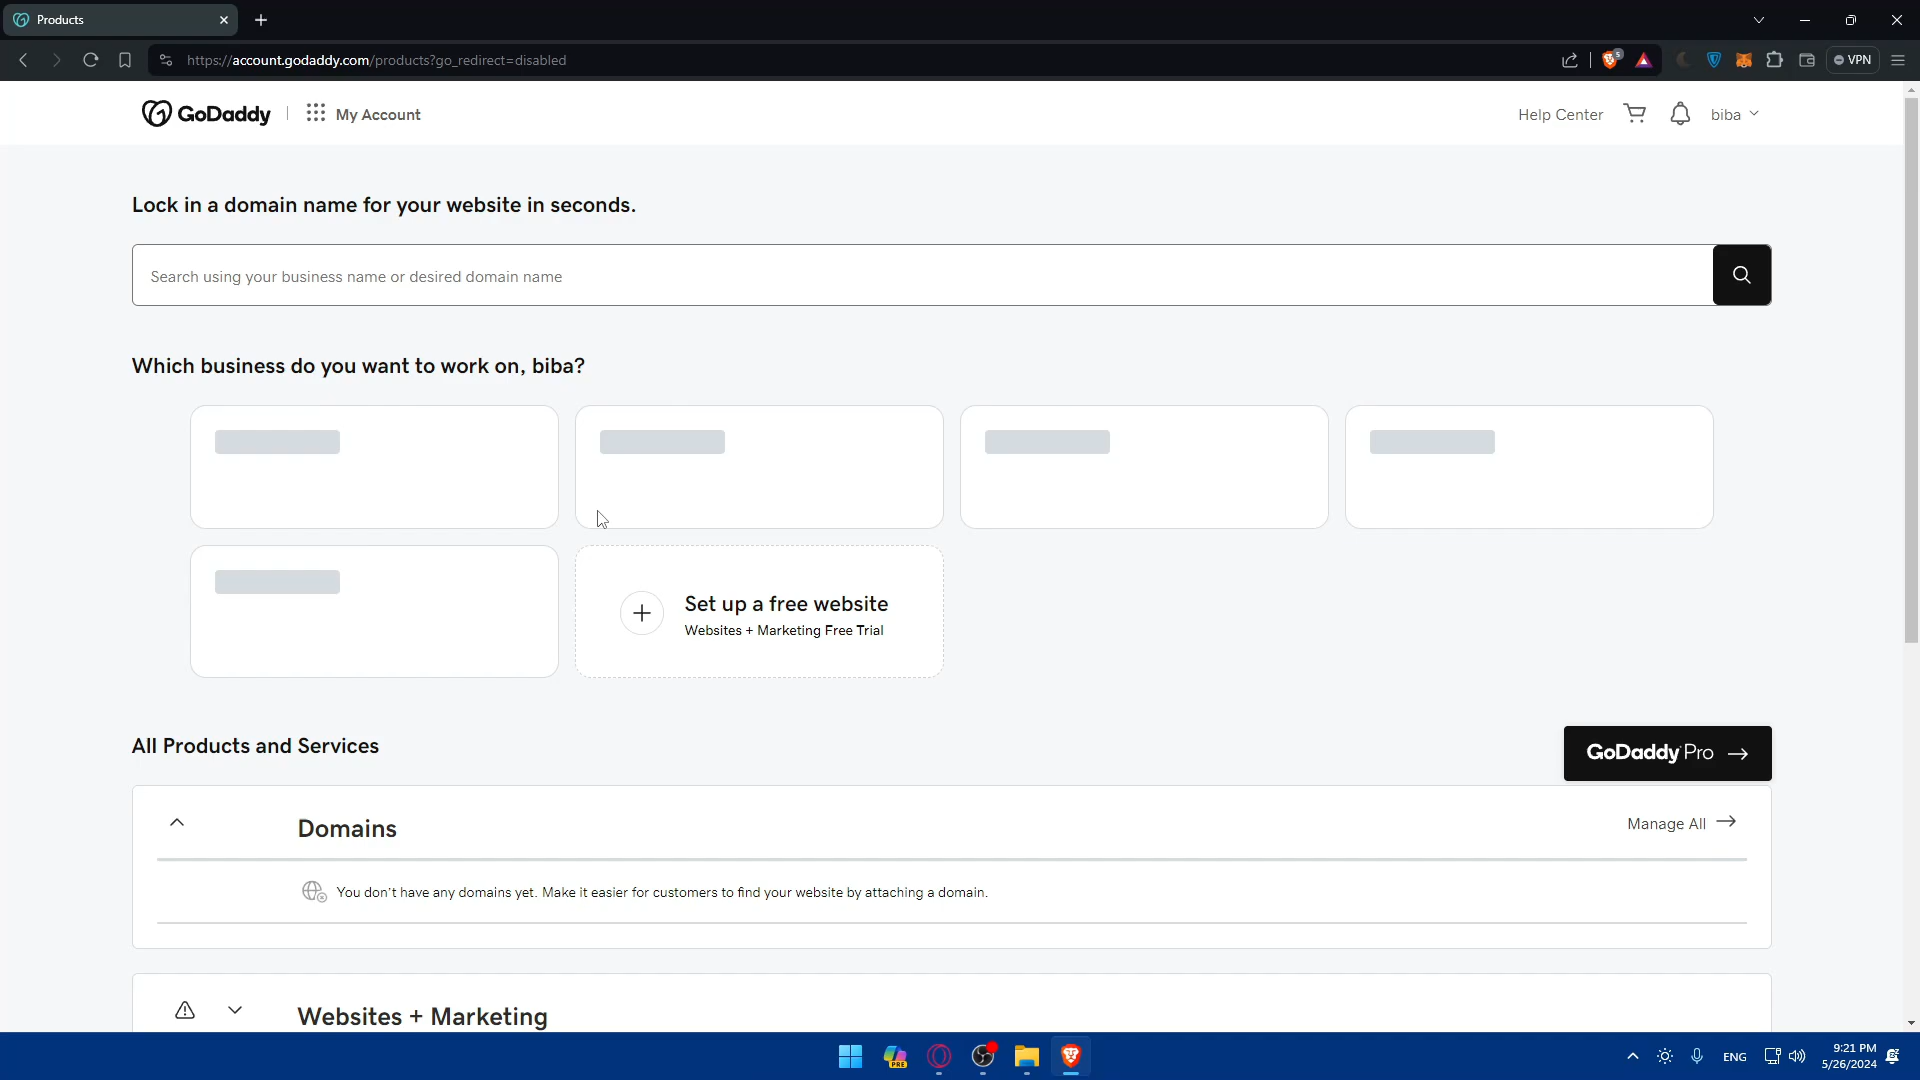 Products
https://account.godaddy.com/products?go_redirect=disabled
5
VPN
GoDaddy
My Account
Help Center
biba
Lock in a domain name for your website in seconds.
Search using your business name or desired domain name
Which business do you want to work on, biba?
Set up a free website
Websites + Marketing Free Trial
All Products and Services
GoDaddy Pro
Domains
Manage All
You don't have any domains yet. Make it easier for customers to find your website by attaching a domain.
Websites + Marketing
PRE
ENG
9:21 PM
5/26/2024